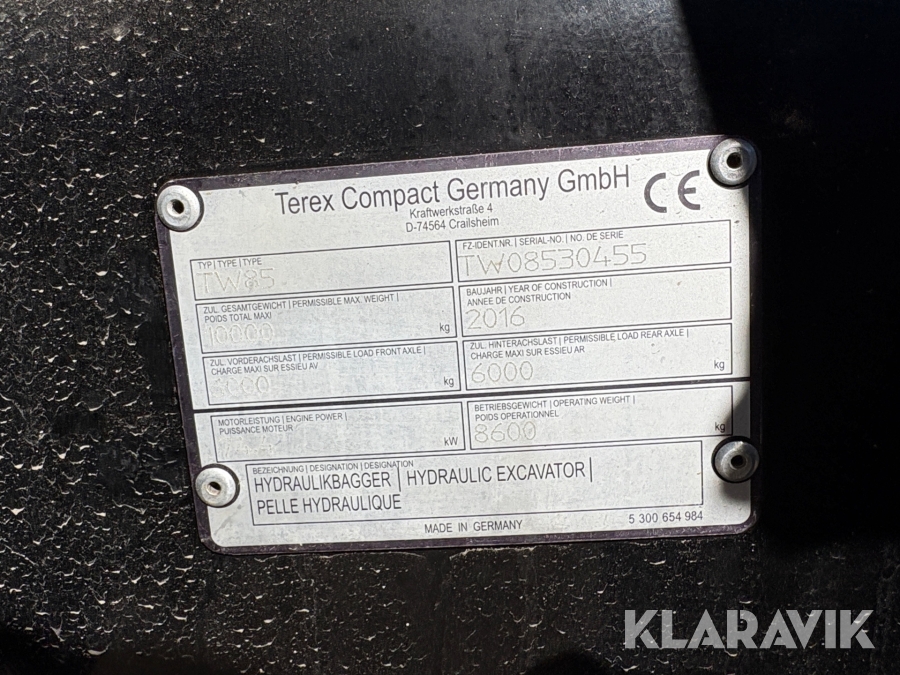 Terex Compact Germany GmbH
CE
Kraftwerkstraße 4
D-74564 Crailsheim
TYP | TYPE | TYPE
TW85
FZ-IDENT.NR. | SERIAL-NO. | NO. DE SERIE
TW08530455
ZUL. GESAMTGEWICHT | PERMISSIBLE MAX. WEIGHT |
POIDS TOTAL MAXI
10000 kg
BAUJAHR | YEAR OF CONSTRUCTION |
ANNEE DE CONSTRUCTION
2016
ZUL. VORDERACHSLAST | PERMISSIBLE LOAD FRONT AXLE |
CHARGE MAXI SUR ESSIEU AV
kg
ZUL. HINTERACHSLAST | PERMISSIBLE LOAD REAR AXLE |
CHARGE MAXI SUR ESSIEU AR
6000 kg
MOTORLEISTUNG | ENGINE POWER |
PUISSANCE MOTEUR
kW
BETRIEBSGEWICHT | OPERATING WEIGHT |
POIDS OPERATIONNEL
8600 kg
BEZEICHNUNG | DESIGNATION | DESIGNATION
HYDRAULIKBAGGER | HYDRAULIC EXCAVATOR |
PELLE HYDRAULIQUE
MADE IN GERMANY
5 300 654 984
KLARAVIK